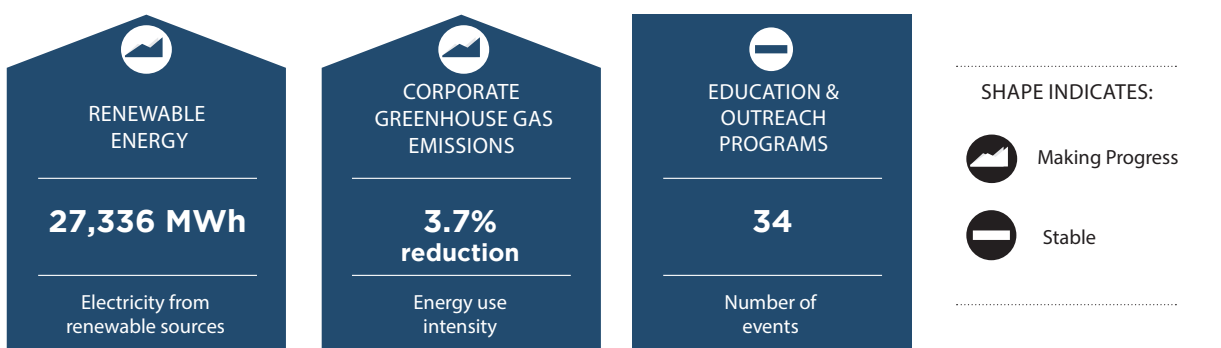 RENEWABLE
ENERGY
27,336 MWh
Electricity from
renewable sources
CORPORATE
GREENHOUSE GAS
EMISSIONS
3.7%
reduction
Energy use
intensity
EDUCATION &
OUTREACH
PROGRAMS
34
Number of
events
SHAPE INDICATES:
Making Progress
Stable